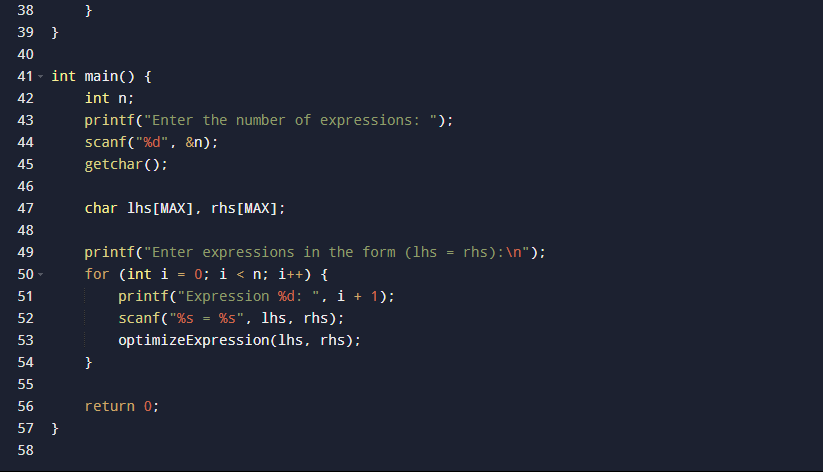 38 }
39 }
40
41 int main() {
42 int n;
43 printf("Enter the number of expressions: ");
44 scanf("%d", &n);
45 getchar();
46
47 char lhs[MAX], rhs[MAX];
48
49 printf("Enter expressions in the form (lhs = rhs):\n");
50 for (int i = 0; i < n; i++) {
51 printf("Expression %d: ", i + 1);
52 scanf("%s = %s", lhs, rhs);
53 optimizeExpression(lhs, rhs);
54 }
55
56 return 0;
57 }
58